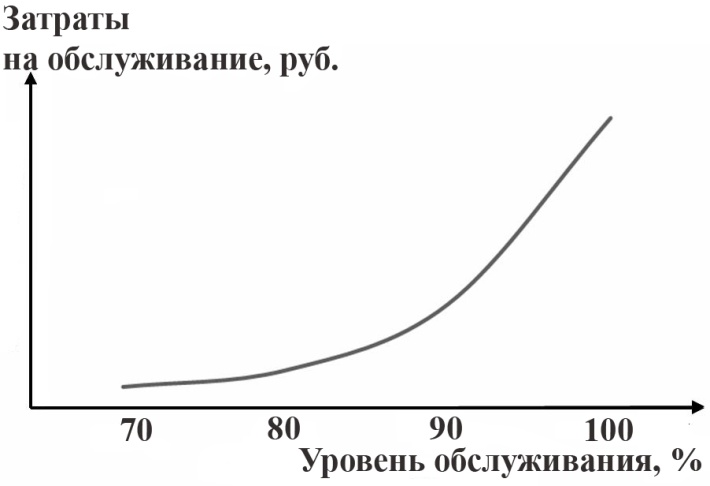 Затраты
на обслуживание, руб.
70 80 90 100
Уровень обслуживания, %